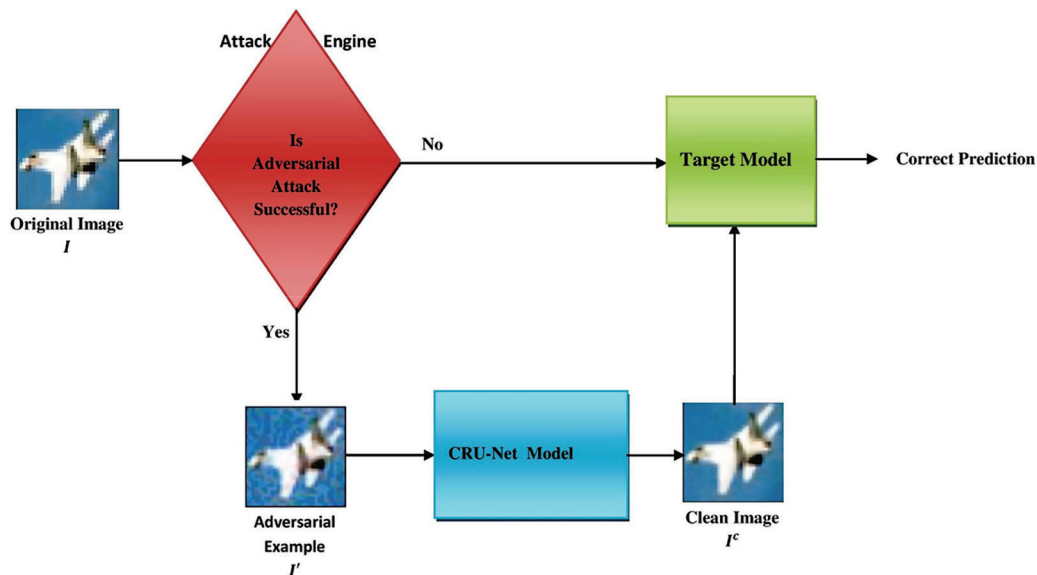 Attack Engine
Is
Adversarial
Attack
Successful?
No
Target Model
Correct Prediction
Original Image
I
Yes
CRU-Net Model
Adversarial
Example
I'
Clean Image
I^c